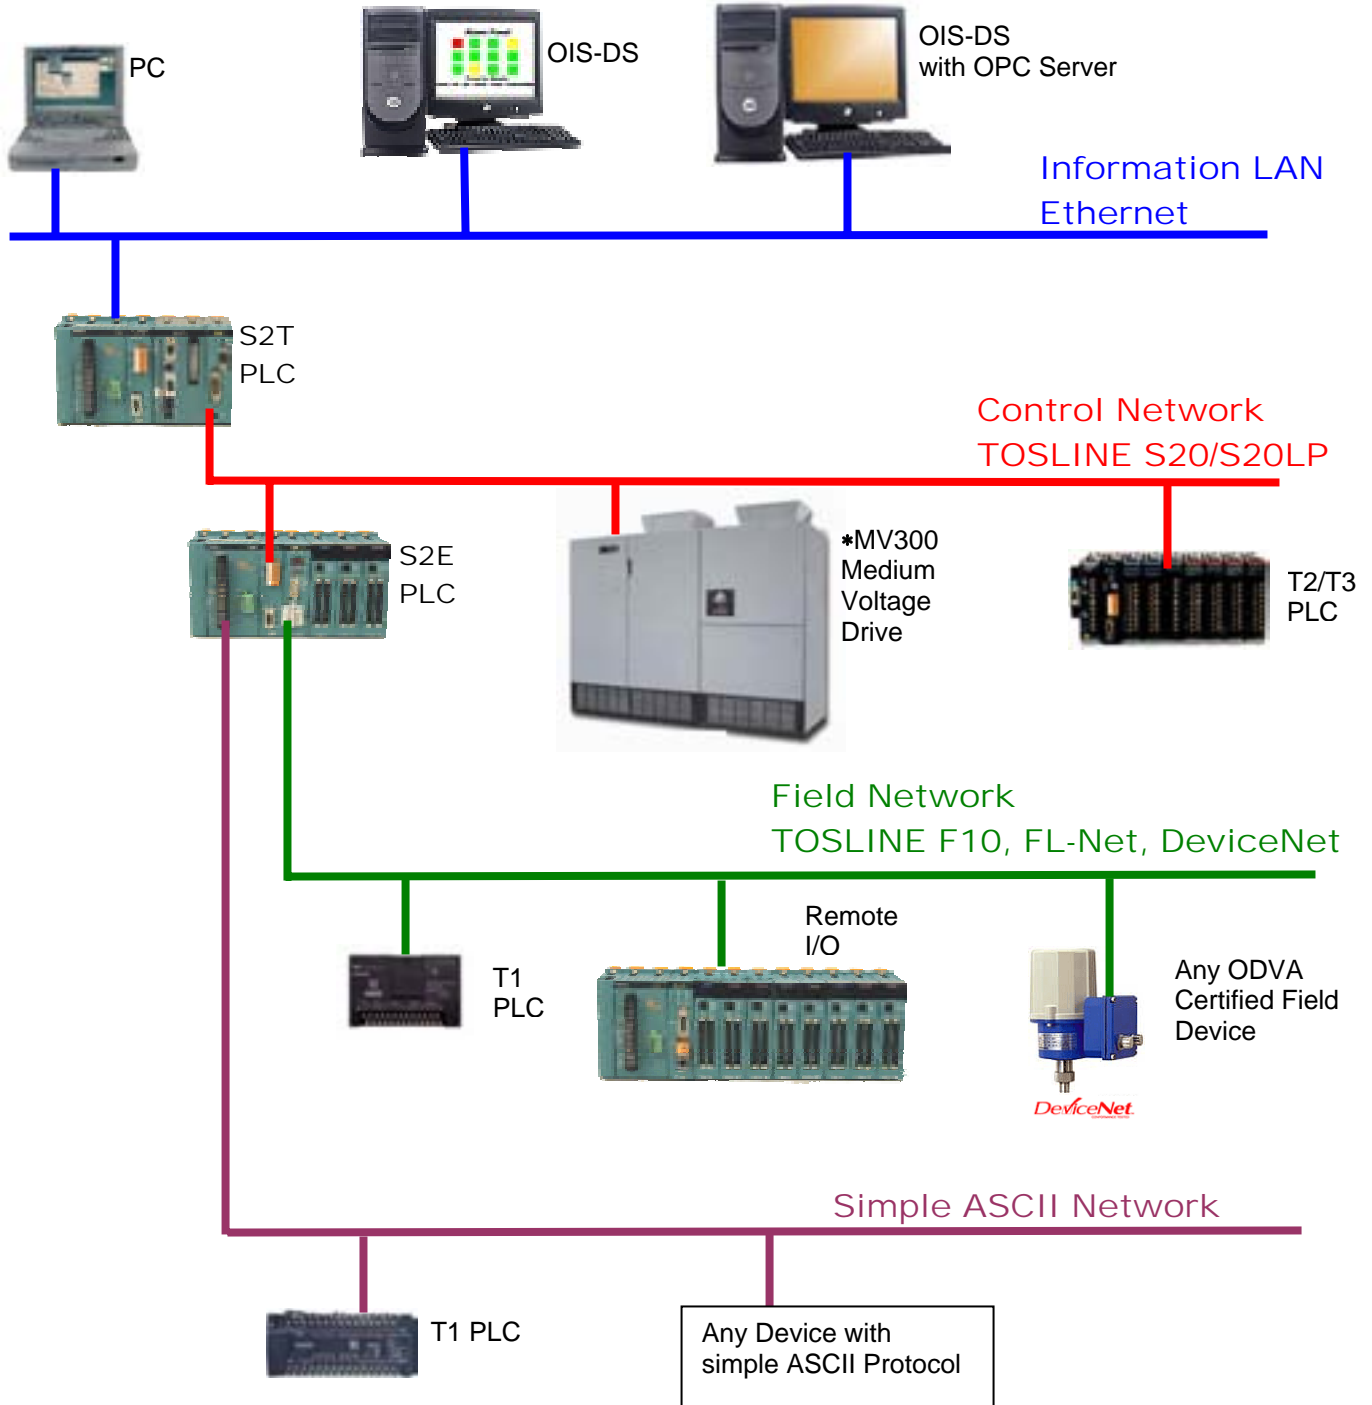 PC
OIS-DS
OIS-DS
with OPC Server
Information LAN
Ethernet
S2T
PLC
Control Network
TOSLINE S20/S20LP
S2E
PLC
*MV300
Medium
Voltage
Drive
T2/T3
PLC
Field Network
TOSLINE F10, FL-Net, DeviceNet
T1
PLC
Remote
I/O
Any ODVA
Certified Field
Device
DeviceNet
Simple ASCII Network
T1 PLC
Any Device with
simple ASCII Protocol